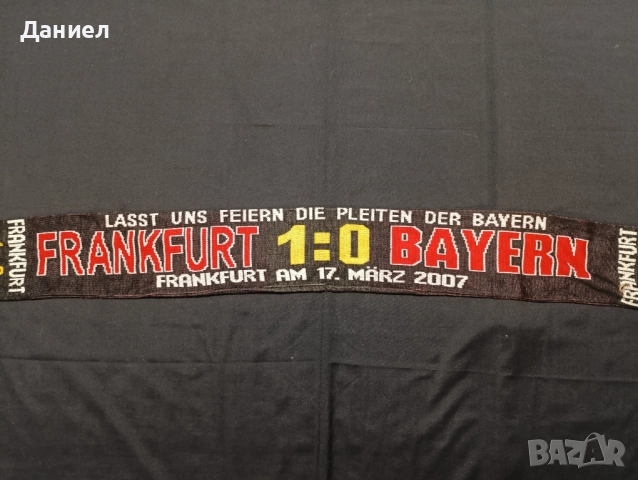 Даниел
LASST UNS FEIERN DIE PLEITEN DER BAYERN
FRANKFURT
FRANKFURT 1:0 BAYERN
FRANKFURT
FRANKFURT AM 17. MÄRZ 2007
BAZAR